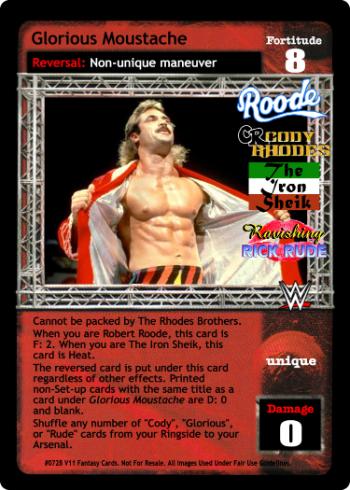 Glorious Moustache
Fortitude
8
Reversal: Non-unique maneuver
Roode
CR CODY
RHODES
The
Iron
Sheik
Ravishing
RICK RUDE
W
Cannot be packed by The Rhodes Brothers.
When you are Robert Roode, this card is
F: 2. When you are The Iron Sheik, this
card is Heat.
The reversed card is put under this card
regardless of other effects. Printed
non-Set-up cards with the same title as a
card under Glorious Moustache are D: 0
and blank.
Shuffle any number of "Cody", "Glorious",
or "Rude" cards from your Ringside to your
Arsenal.
unique
Damage
0
#0728 V11 Fantasy Cards. Not For Resale. All Images Used Under Fair Use Guidelines.